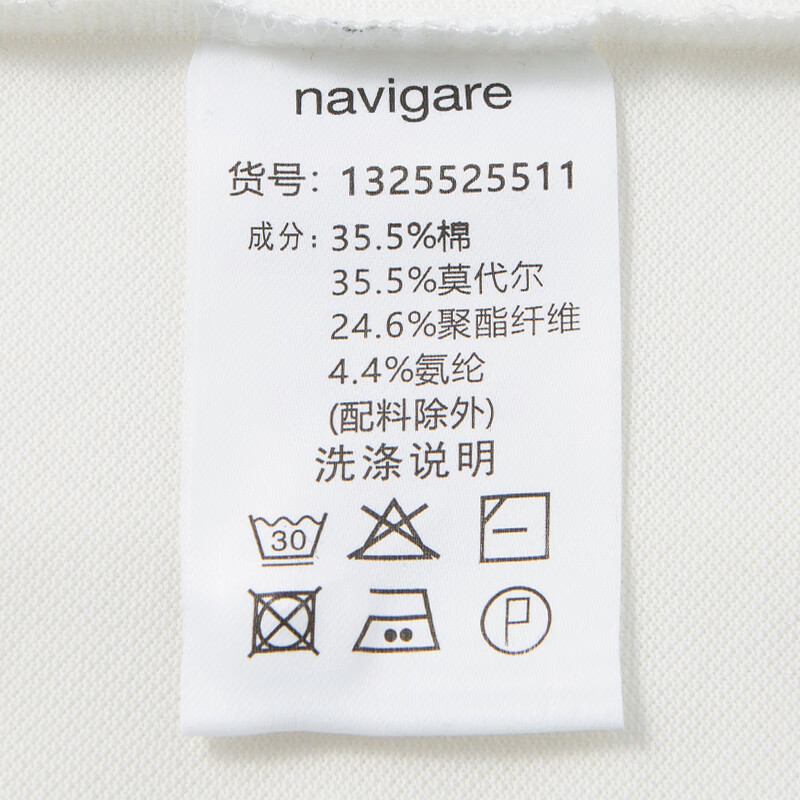 navigare
货号：1325525511
成分：35.5%棉
35.5%莫代尔
24.6%聚酯纤维
4.4%氨纶
(配料除外)
洗涤说明
30
P